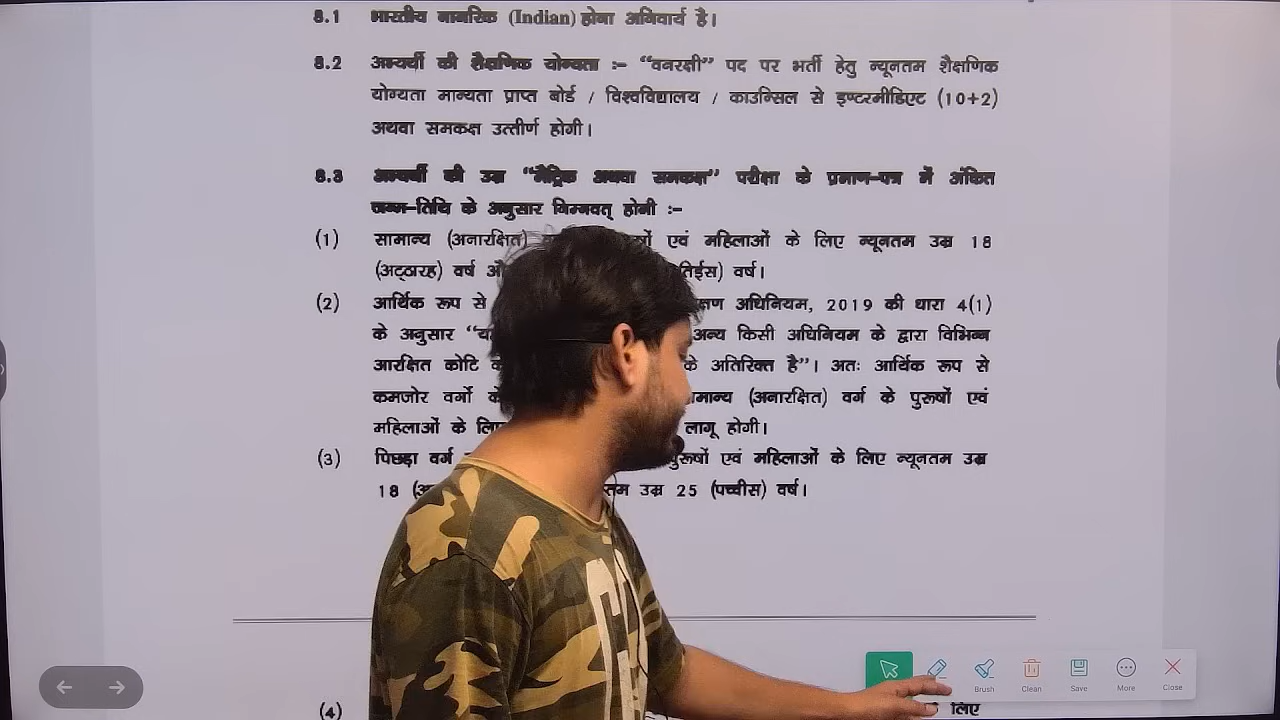 8.1 भारतीय नागरिक (Indian) होना अनिवार्य है।
8.2 अभ्यर्थी की शैक्षणिक योग्यता :- “वनरक्षी” पद पर भर्ती हेतु न्यूनतम शैक्षणिक
योग्यता मान्यता प्राप्त बोर्ड / विश्वविद्यालय / काउन्सिल से इण्टरमीडिएट (10+2)
अथवा समकक्ष उत्तीर्ण होगी।
8.3 अभ्यर्थी की उम्र “मैट्रिक अथवा समकक्ष” परीक्षा के प्रमाण-पत्र में अंकित
जन्म-तिथि के अनुसार निम्नवत् होगी :-
(1) सामान्य (अनारक्षित) एवं महिलाओं के लिए न्यूनतम उम्र 18
(अट्ठारह) वर्ष वर्ष।
(2) आर्थिक रूप से अधिनियम, 2019 की धारा 4(1)
के अनुसार अन्य किसी अधिनियम के द्वारा विभिन्न
आरक्षित कोटि के अतिरिक्त है”। अतः आर्थिक रूप से
कमजोर वर्गों (अनारक्षित) वर्ग के पुरूषों एवं
महिलाओं के लागू होगी।
(3) पिछड़ा वर्ग एवं महिलाओं के लिए न्यूनतम उम्र
18 उम्र 25 (पच्चीस) वर्ष।
Brush Clean Save More Close
(4) लिए